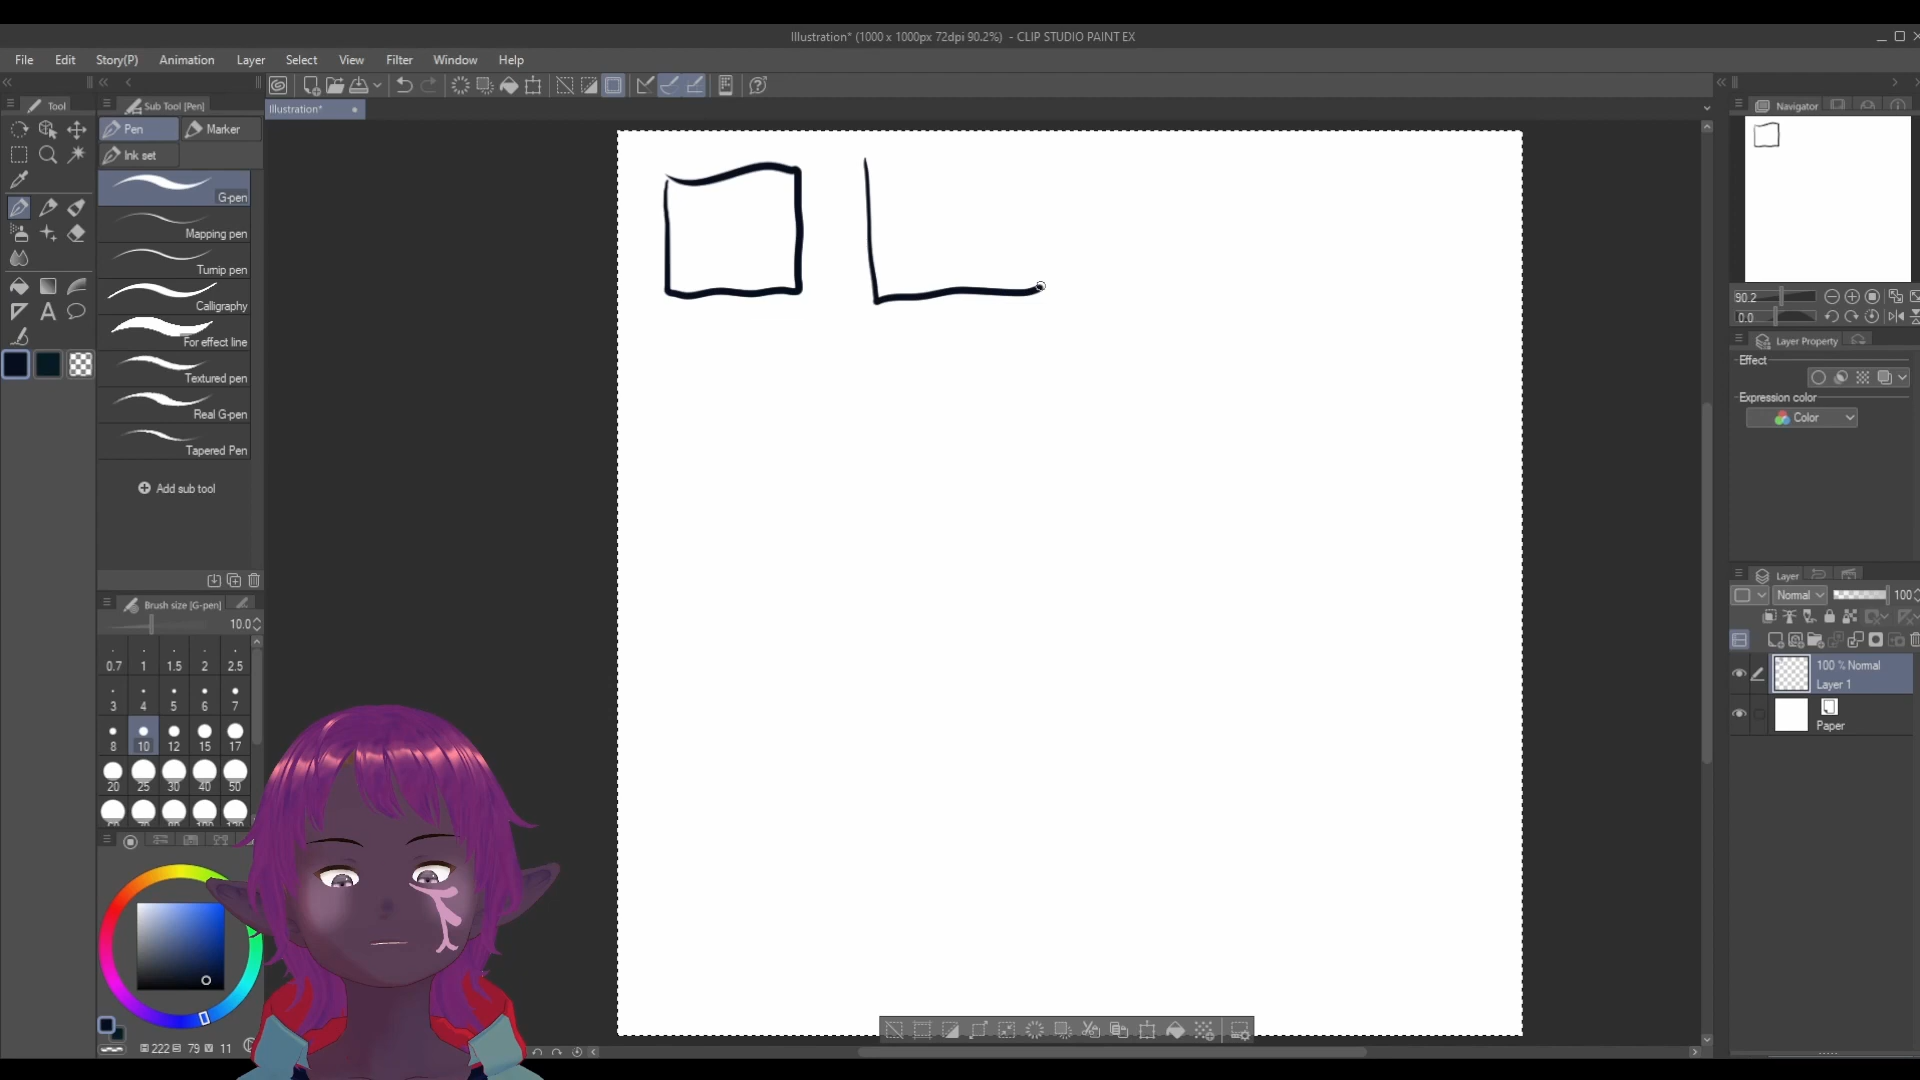 Illustration* (1000 x 1000px 72dpi 90.2%) - CLIP STUDIO PAINT EX
File Edit Story(P) Animation Layer Select View Filter Window Help
Tool
Sub Tool [Pen]
Illustration*
Navigator
Pen
Marker
Ink set
G-pen
Mapping pen
Turnip pen
Calligraphy
For effect line
Textured pen
Real G-pen
Tapered Pen
Add sub tool
Brush size [G-pen]
10.0
0.7 1 1.5 2 2.5
3 4 5 6 7
8 10 12 15 17
20 25 30 40 50
222 79 11
90.2
0.0
Layer Property
Effect
Expression color
Color
Layer
Normal 100
100 % Normal
Layer 1
Paper